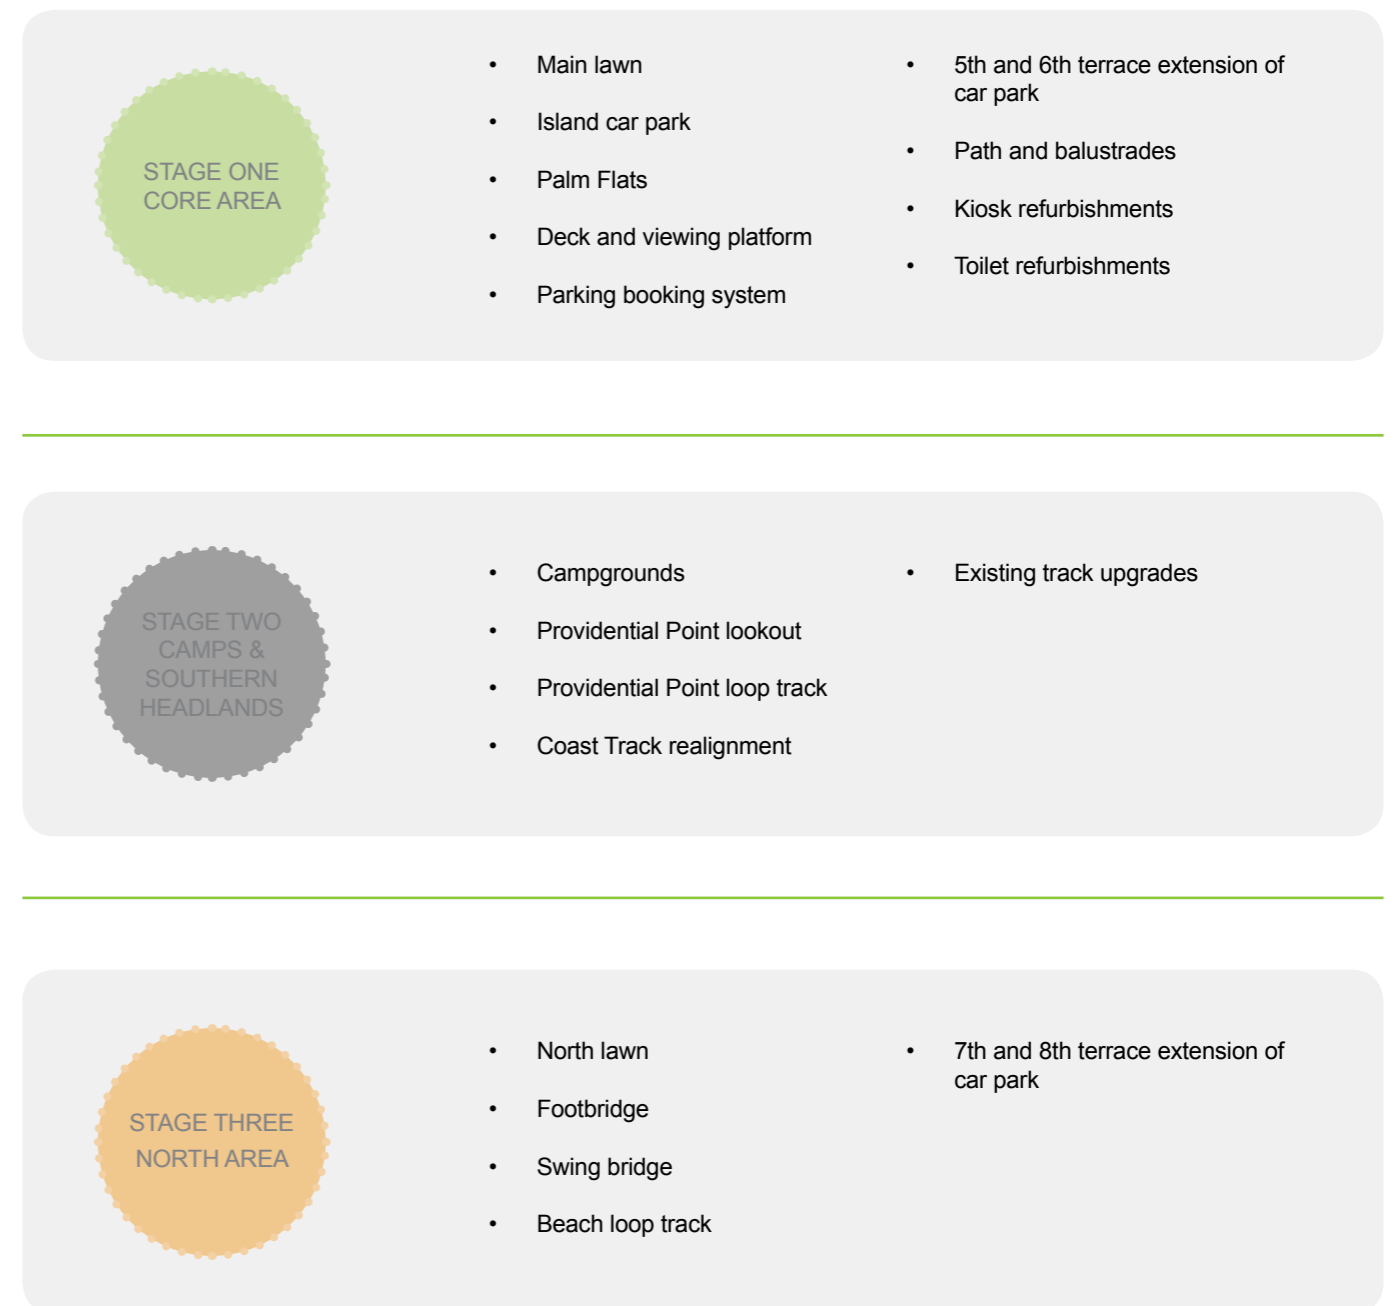 STAGE ONE
CORE AREA
• Main lawn
• Island car park
• Palm Flats
• Deck and viewing platform
• Parking booking system
• 5th and 6th terrace extension of
car park
• Path and balustrades
• Kiosk refurbishments
• Toilet refurbishments
STAGE TWO
CAMPS &
SOUTHERN
HEADLANDS
• Campgrounds
• Providential Point lookout
• Providential Point loop track
• Coast Track realignment
• Existing track upgrades
STAGE THREE
NORTH AREA
• North lawn
• Footbridge
• Swing bridge
• Beach loop track
• 7th and 8th terrace extension of
car park